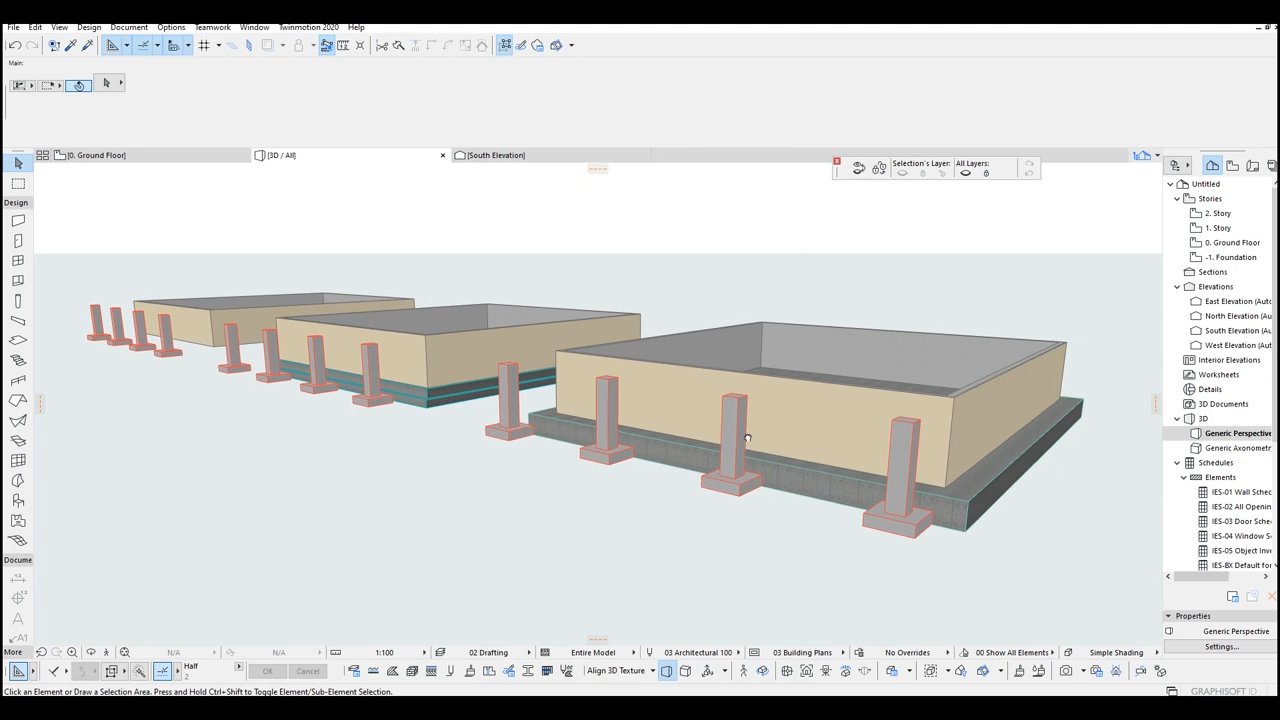 File Edit View Design Document Options Teamwork Window Twinmotion 2020 Help
Main:
[0. Ground Floor] [3D / All] [South Elevation]
Selection's Layer: All Layers:
Design
Untitled
Stories
2. Story
1. Story
0. Ground Floor
-1. Foundation
Sections
Elevations
East Elevation (Aut
North Elevation (Au
South Elevation (Au
West Elevation (Aut
Interior Elevations
Worksheets
Details
3D Documents
3D
Generic Perspective
Generic Axonometr
Schedules
Elements
IES-01 Wall Sched
IES-02 All Opening
IES-03 Door Sched
IES-04 Window Sc
IES-05 Object Inve
IES-BX Default for
Docume
A1
More
Properties
Generic Perspective
Settings...
N/A N/A 1:100 02 Drafting Entire Model 03 Architectural 100 03 Building Plans No Overrides 00 Show All Elements Simple Shading
Half
2
OK Cancel Align 3D Texture
Click an Element or Draw a Selection Area. Press and Hold Ctrl+Shift to Toggle Element/Sub-Element Selection.
GRAPHISOFT ID